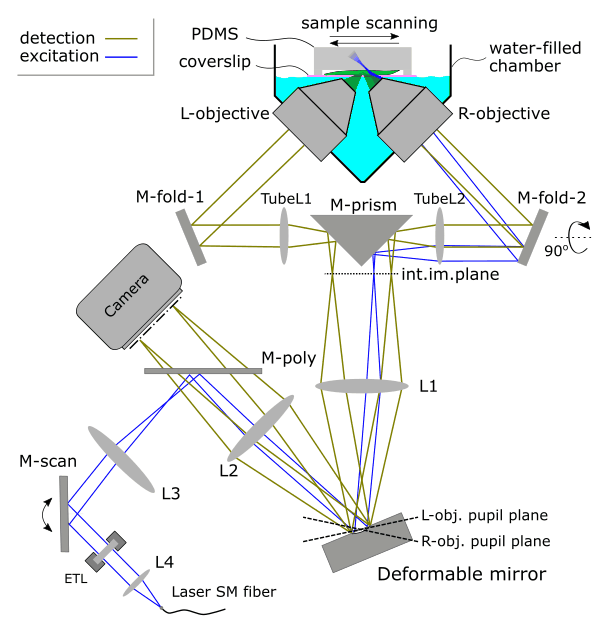 detection
excitation
sample scanning
PDMS
coverslip
water-filled
chamber
L-objective
R-objective
M-fold-1
TubeL1
M-prism
TubeL2
M-fold-2
90°
int.im.plane
Camera
M-poly
L1
L2
M-scan
L3
L-obj. pupil plane
R-obj. pupil plane
ETL
L4
Deformable mirror
Laser SM fiber